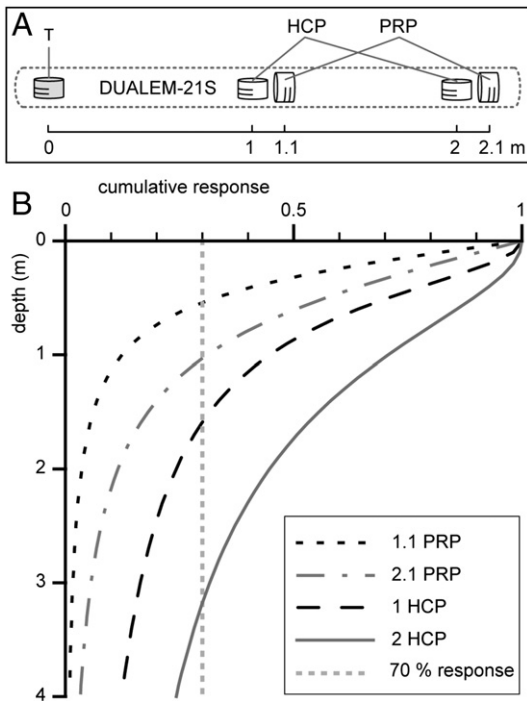 A
T
HCP PRP
DUALEM-21S
0 1 1.1 2 2.1 m
cumulative response
B
0 0.5 1
0
1
2
3
4
depth (m)
1.1 PRP
2.1 PRP
1 HCP
2 HCP
70 % response